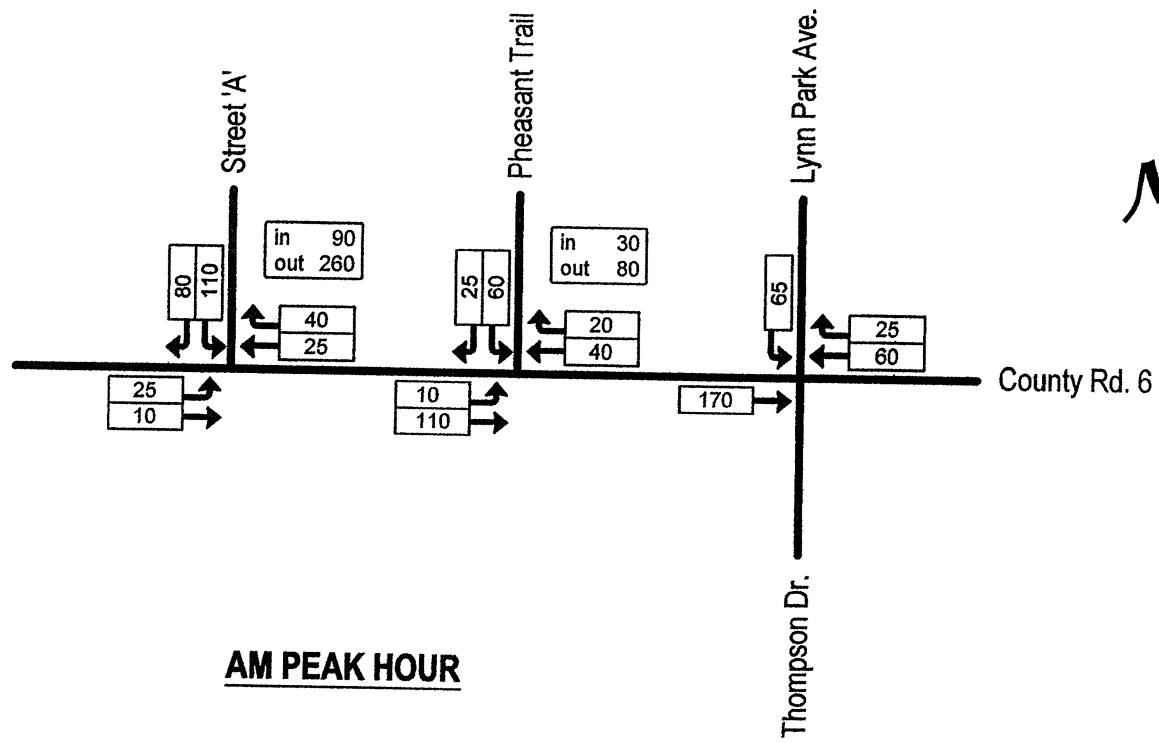 Street 'A'
Pheasant Trail
Lynn Park Ave.
in 90
out 260
in 30
out 80
80 110
25 60
65
40
25
20
40
25
60
25
10
10
110
170
County Rd. 6
Thompson Dr.
AM PEAK HOUR